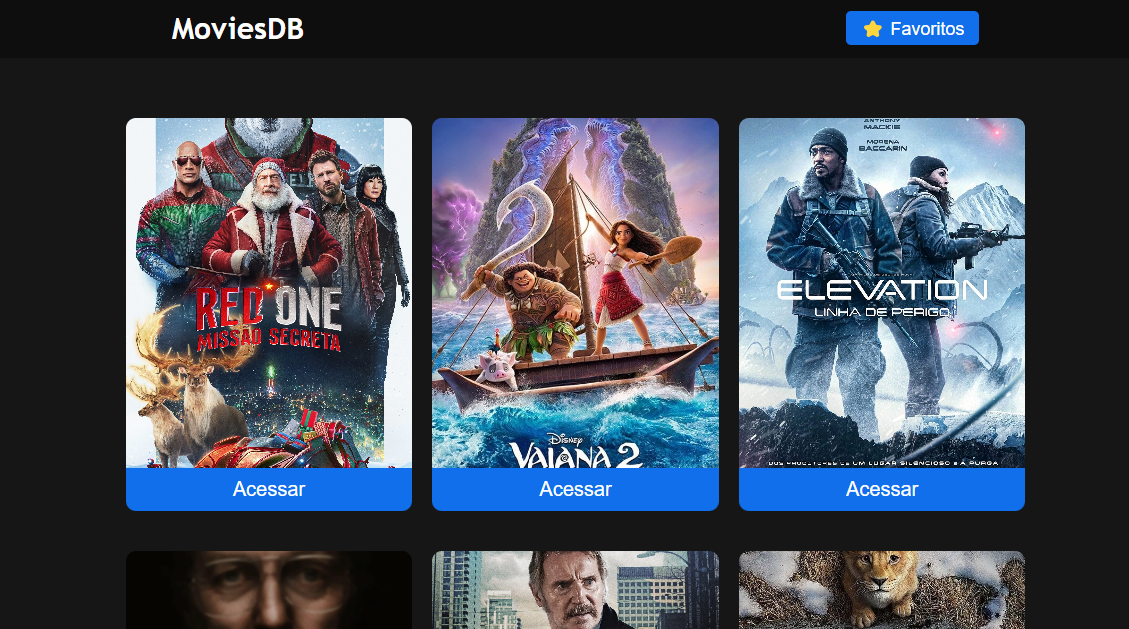 MoviesDB
Favoritos
RED ONE
MISSÃO SECRETA
Disney
VAIANA 2
ANTHONY
MACKIE
MORENA
BACCARIN
ELEVATION
LINHA DE PERIGO
DOS PRODUTORES DE UM LUGAR SILENCIOSO E A PURGA
Acessar
Acessar
Acessar